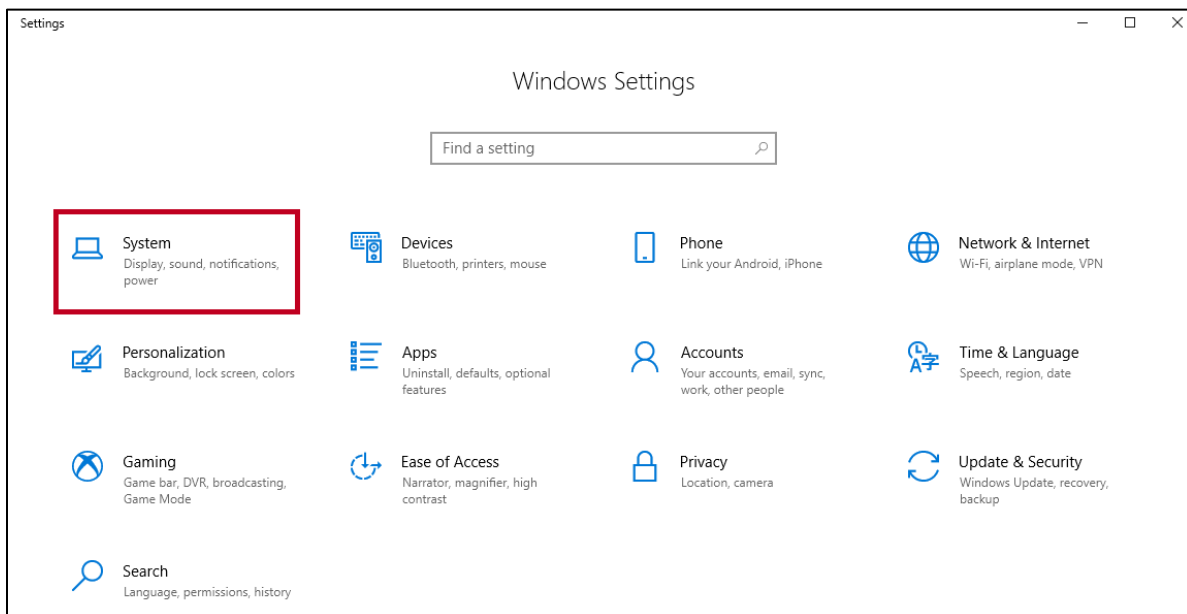 Settings
Windows Settings
Find a setting
System
Display, sound, notifications,
power
Devices
Bluetooth, printers, mouse
Phone
Link your Android, iPhone
Network & Internet
Wi-Fi, airplane mode, VPN
Personalization
Background, lock screen, colors
Apps
Uninstall, defaults, optional
features
Accounts
Your accounts, email, sync,
work, other people
Time & Language
Speech, region, date
Gaming
Game bar, DVR, broadcasting,
Game Mode
Ease of Access
Narrator, magnifier, high
contrast
Privacy
Location, camera
Update & Security
Windows Update, recovery,
backup
Search
Language, permissions, history